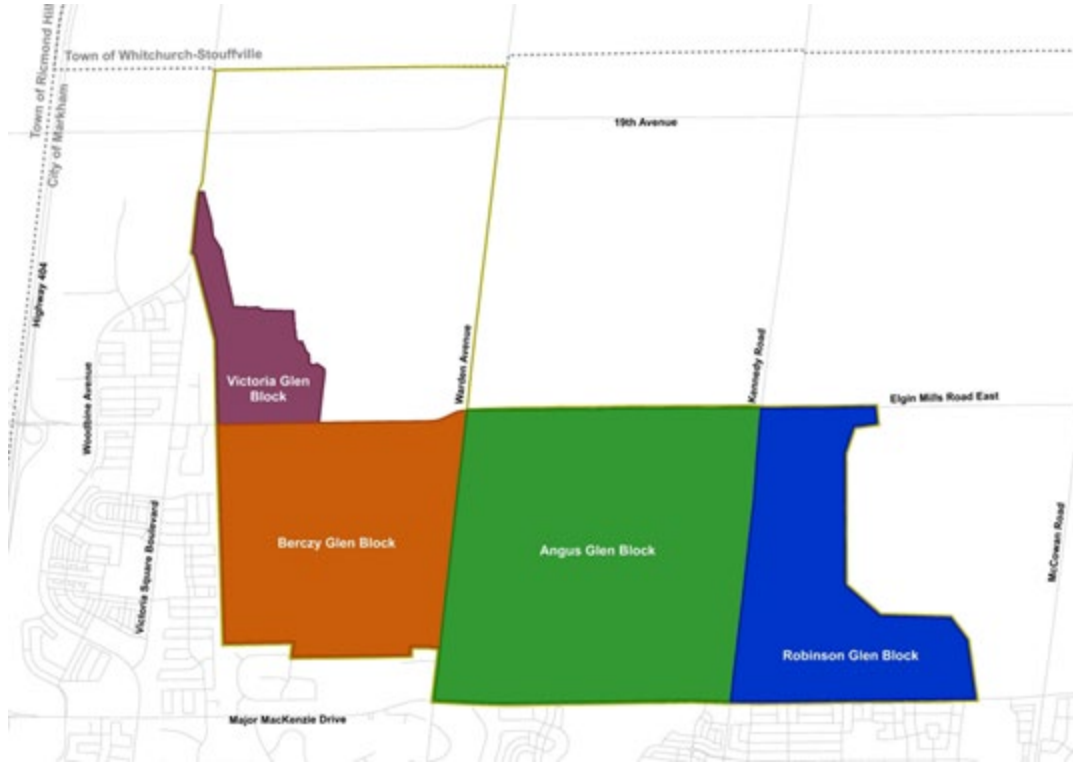 Town of Whitchurch-Stouffville
Town of Ricmond Hill
City of Markham
19th Avenue
Highway 404
Woodbine Avenue
Victoria Glen
Block
Warden Avenue
Kennedy Road
Elgin Mills Road East
Victoria Square Boulevard
Berczy Glen Block
Angus Glen Block
McCowan Road
Robinson Glen Block
Major MacKenzie Drive